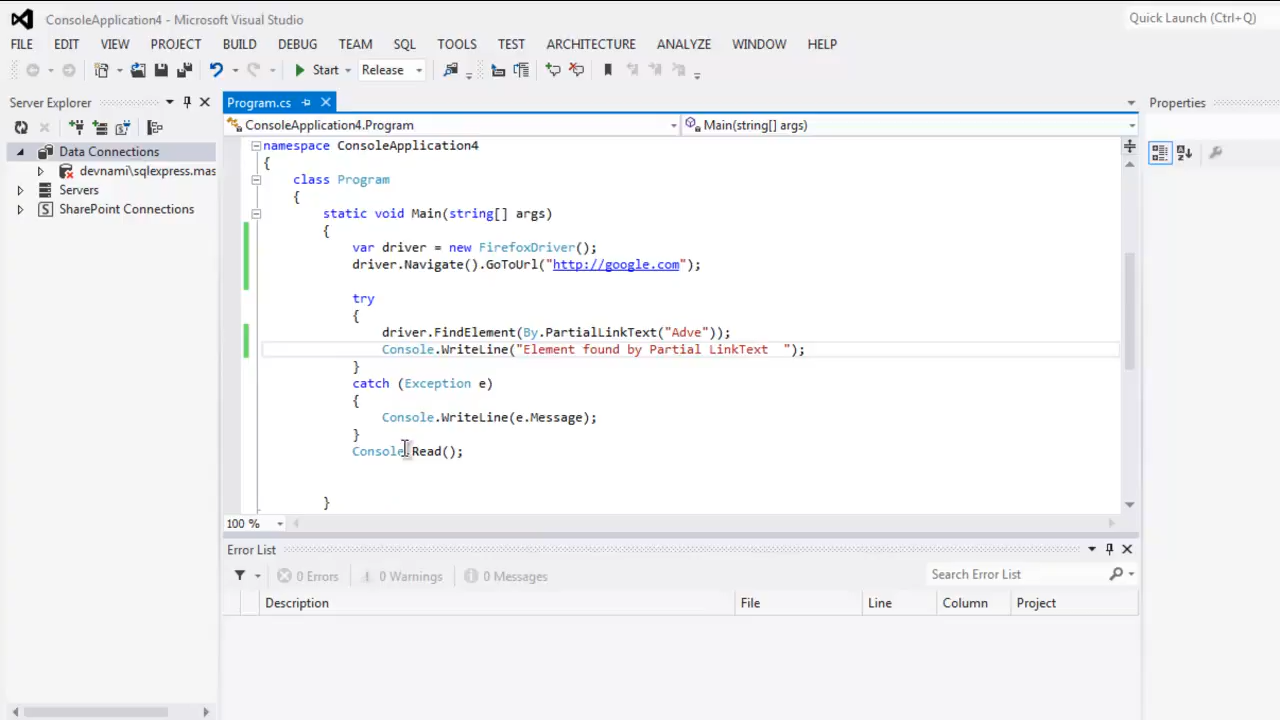 ConsoleApplication4 - Microsoft Visual Studio
Quick Launch (Ctrl+Q)
FILE EDIT VIEW PROJECT BUILD DEBUG TEAM SQL TOOLS TEST ARCHITECTURE ANALYZE WINDOW HELP
Start Release
Server Explorer
Program.cs
Properties
ConsoleApplication4.Program
Main(string[] args)
Data Connections
devnami\sqlexpress.mas
Servers
SharePoint Connections
namespace ConsoleApplication4
{
class Program
{
static void Main(string[] args)
{
var driver = new FirefoxDriver();
driver.Navigate().GoToUrl("http://google.com");
try
{
driver.FindElement(By.PartialLinkText("Adve"));
Console.WriteLine("Element found by Partial LinkText  ");
}
catch (Exception e)
{
Console.WriteLine(e.Message);
}
Console.Read();
}
100 %
Error List
0 Errors 0 Warnings 0 Messages
Search Error List
Description File Line Column Project